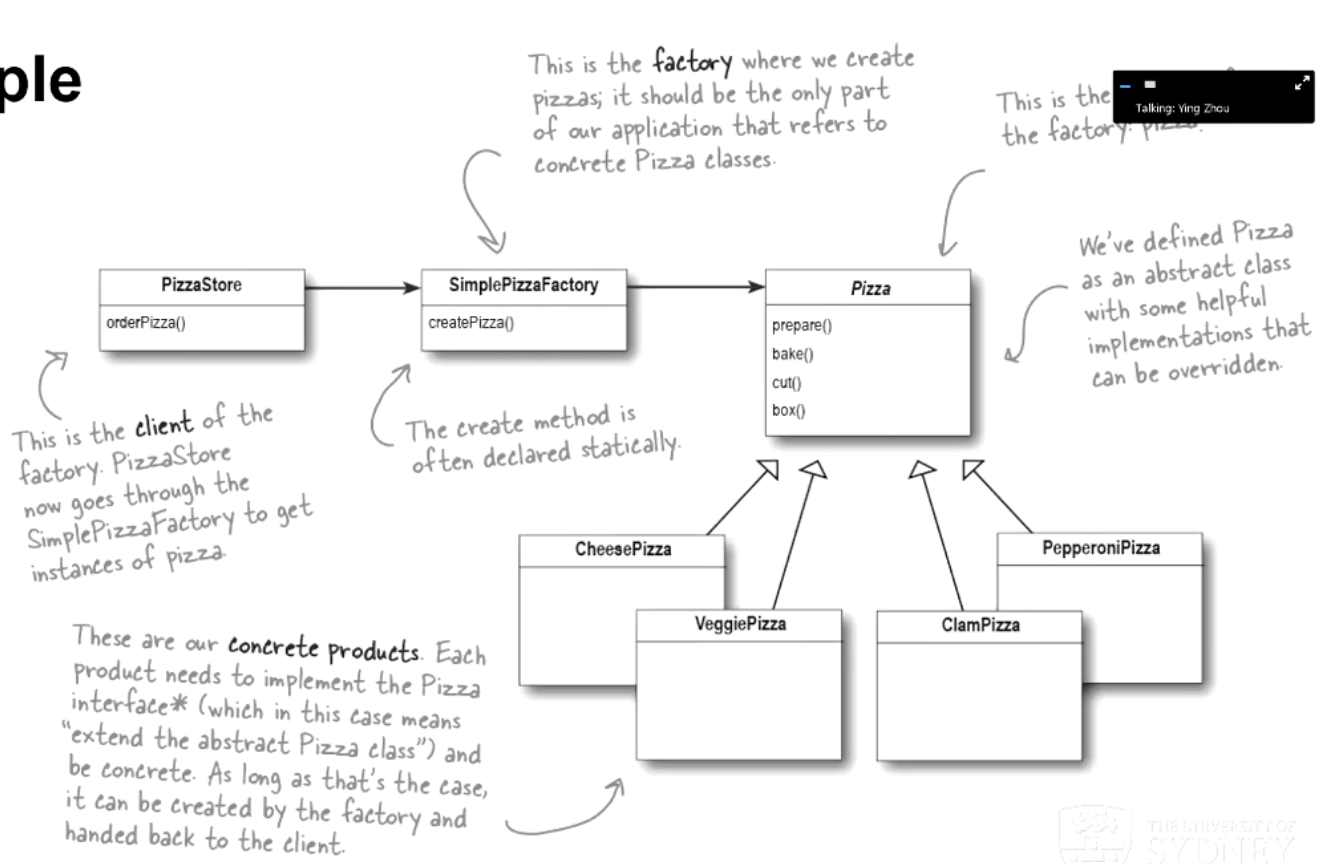 ple
This is the factory where we create
pizzas; it should be the only part
of our application that refers to
concrete Pizza classes.
This is the
the factory: pizza.
Talking: Ying Zhou
We've defined Pizza
as an abstract class
with some helpful
implementations that
can be overridden.
PizzaStore
orderPizza()
SimplePizzaFactory
createPizza()
Pizza
prepare()
bake()
cut()
box()
This is the client of the
factory. PizzaStore
now goes through the
SimplePizzaFactory to get
instances of pizza.
The create method is
often declared statically.
CheesePizza
VeggiePizza
ClamPizza
PepperoniPizza
These are our concrete products. Each
product needs to implement the Pizza
interface* (which in this case means
“extend the abstract Pizza class”) and
be concrete. As long as that's the case,
it can be created by the factory and
handed back to the client.
THE UNIVERSITY OF
SYDNEY